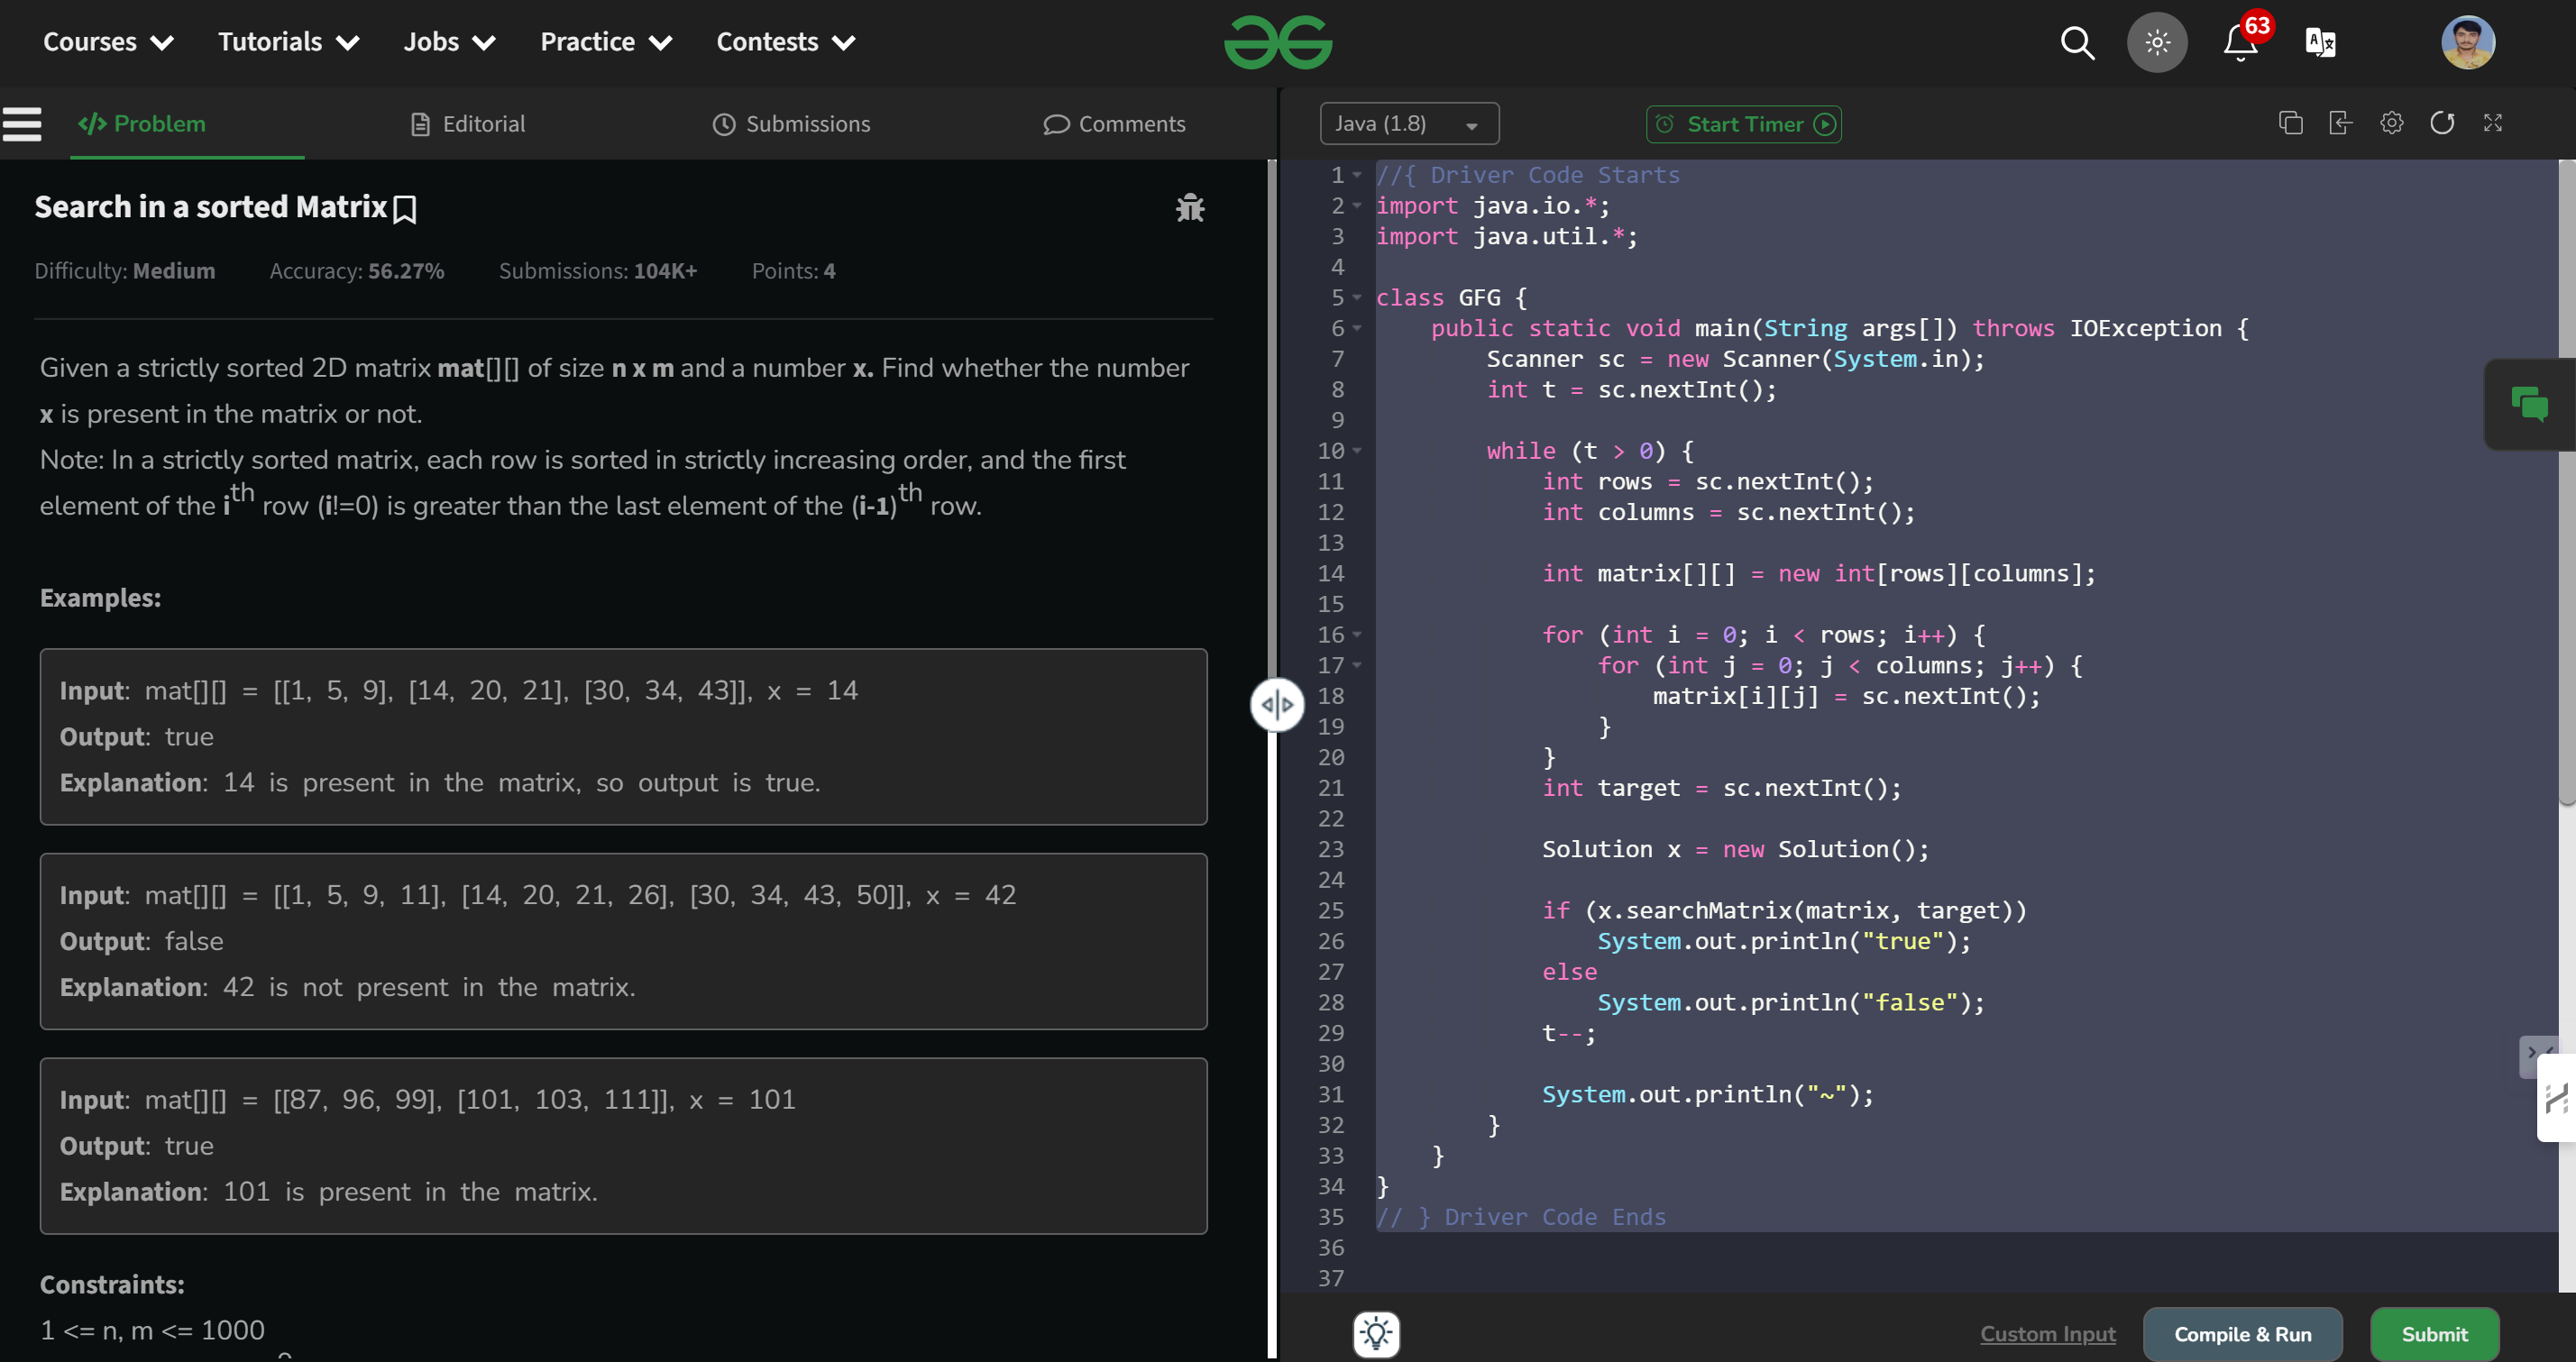 Courses Tutorials Jobs Practice Contests
63
Problem Editorial Submissions Comments
Search in a sorted Matrix
Difficulty: Medium Accuracy: 56.27% Submissions: 104K+ Points: 4
Given a strictly sorted 2D matrix mat[][] of size n x m and a number x. Find whether the number
x is present in the matrix or not.
Note: In a strictly sorted matrix, each row is sorted in strictly increasing order, and the first
element of the ith row (i!=0) is greater than the last element of the (i-1)th row.
Examples:
Input: mat[][] = [[1, 5, 9], [14, 20, 21], [30, 34, 43]], x = 14
Output: true
Explanation: 14 is present in the matrix, so output is true.
Input: mat[][] = [[1, 5, 9, 11], [14, 20, 21, 26], [30, 34, 43, 50]], x = 42
Output: false
Explanation: 42 is not present in the matrix.
Input: mat[][] = [[87, 96, 99], [101, 103, 111]], x = 101
Output: true
Explanation: 101 is present in the matrix.
Constraints:
1 <= n, m <= 1000
Java (1.8) Start Timer
1 //{ Driver Code Starts
2 import java.io.*;
3 import java.util.*;
4
5 class GFG {
6 public static void main(String args[]) throws IOException {
7 Scanner sc = new Scanner(System.in);
8 int t = sc.nextInt();
9
10 while (t > 0) {
11 int rows = sc.nextInt();
12 int columns = sc.nextInt();
13
14 int matrix[][] = new int[rows][columns];
15
16 for (int i = 0; i < rows; i++) {
17 for (int j = 0; j < columns; j++) {
18 matrix[i][j] = sc.nextInt();
19 }
20 }
21 int target = sc.nextInt();
22
23 Solution x = new Solution();
24
25 if (x.searchMatrix(matrix, target))
26 System.out.println("true");
27 else
28 System.out.println("false");
29 t--;
30
31 System.out.println("~");
32 }
33 }
34 }
35 // } Driver Code Ends
36
37
Custom Input Compile & Run Submit